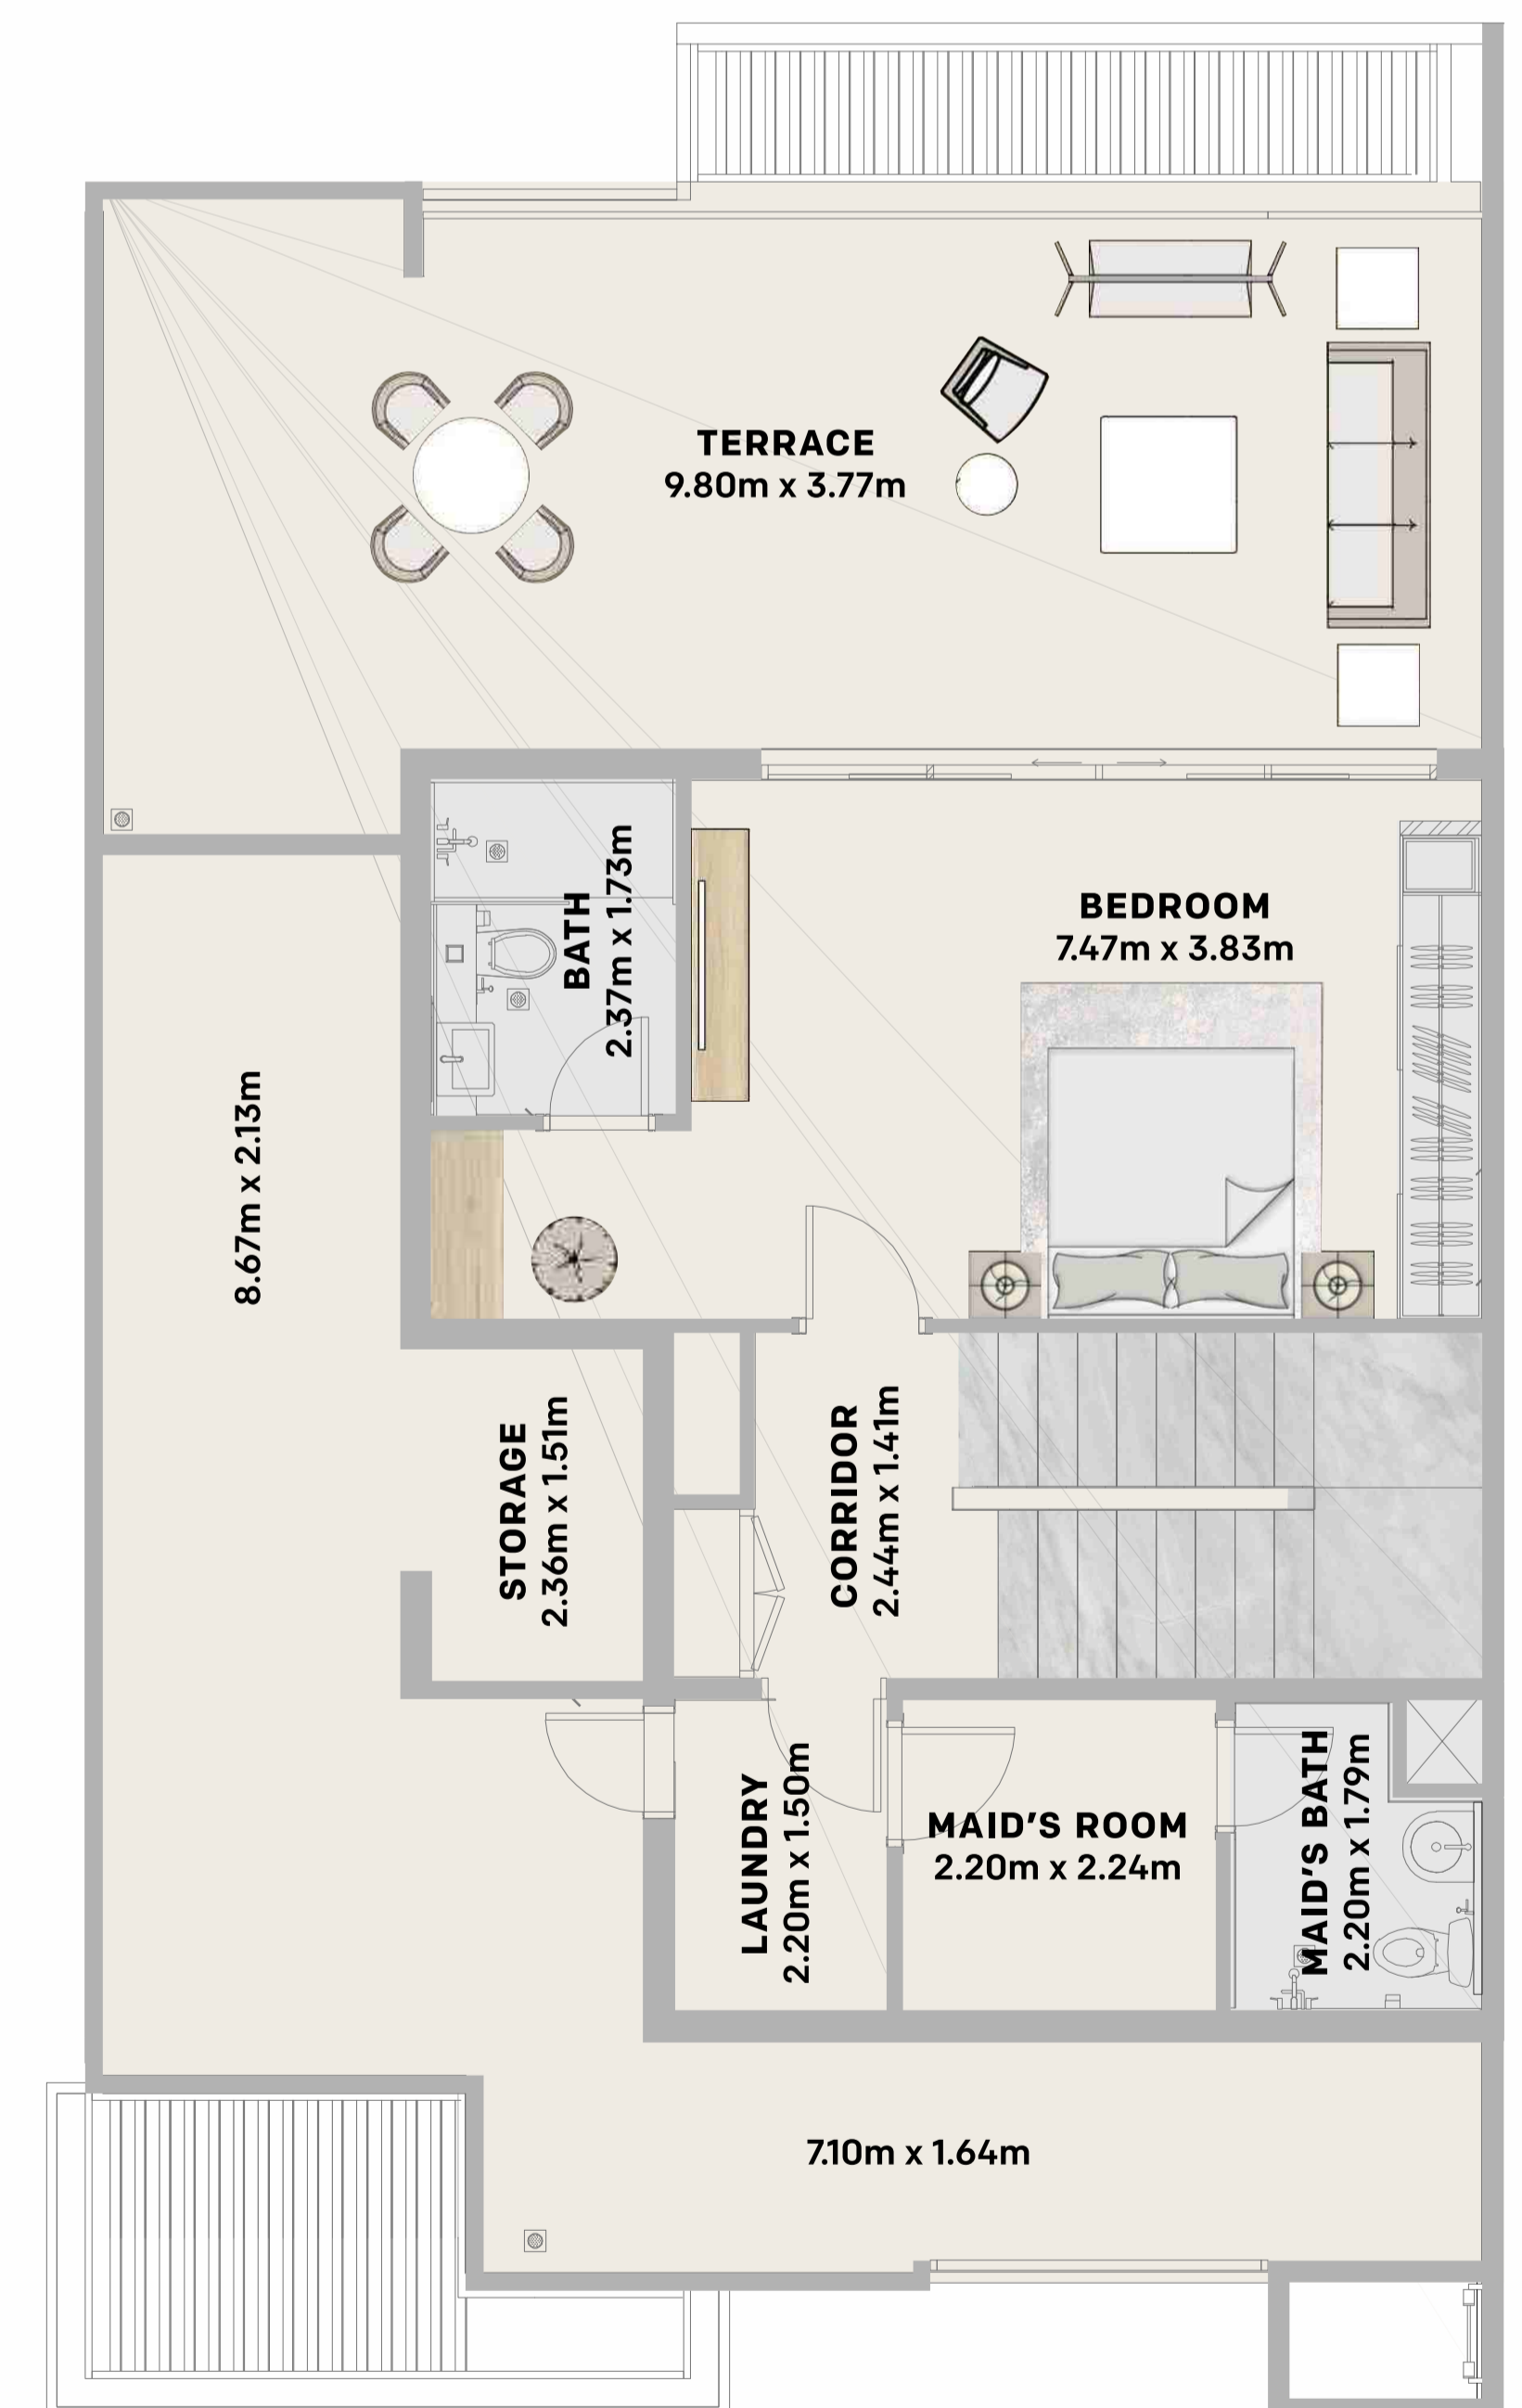 TERRACE
9.80m x 3.77m
BEDROOM
7.47m x 3.83m
BATH
2.37m x 1.73m
8.67m x 2.13m
STORAGE
2.36m x 1.51m
CORRIDOR
2.44m x 1.41m
LAUNDRY
2.20m x 1.50m
MAID’S ROOM
2.20m x 2.24m
MAID’S BATH
2.20m x 1.79m
7.10m x 1.64m